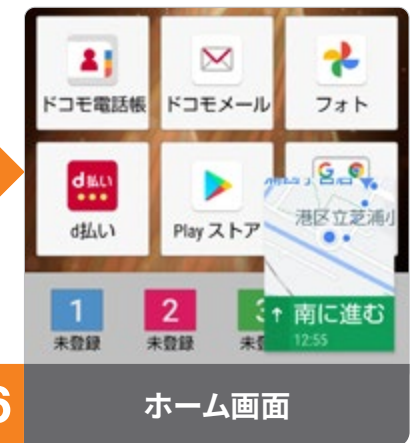 ドコモ電話帳 ドコモメール フォト
d払い
d払い Play ストア
港区立芝浦小
1 2 3
未登録 未登録 未
↑ 南に進む
12:55
6 ホーム画面